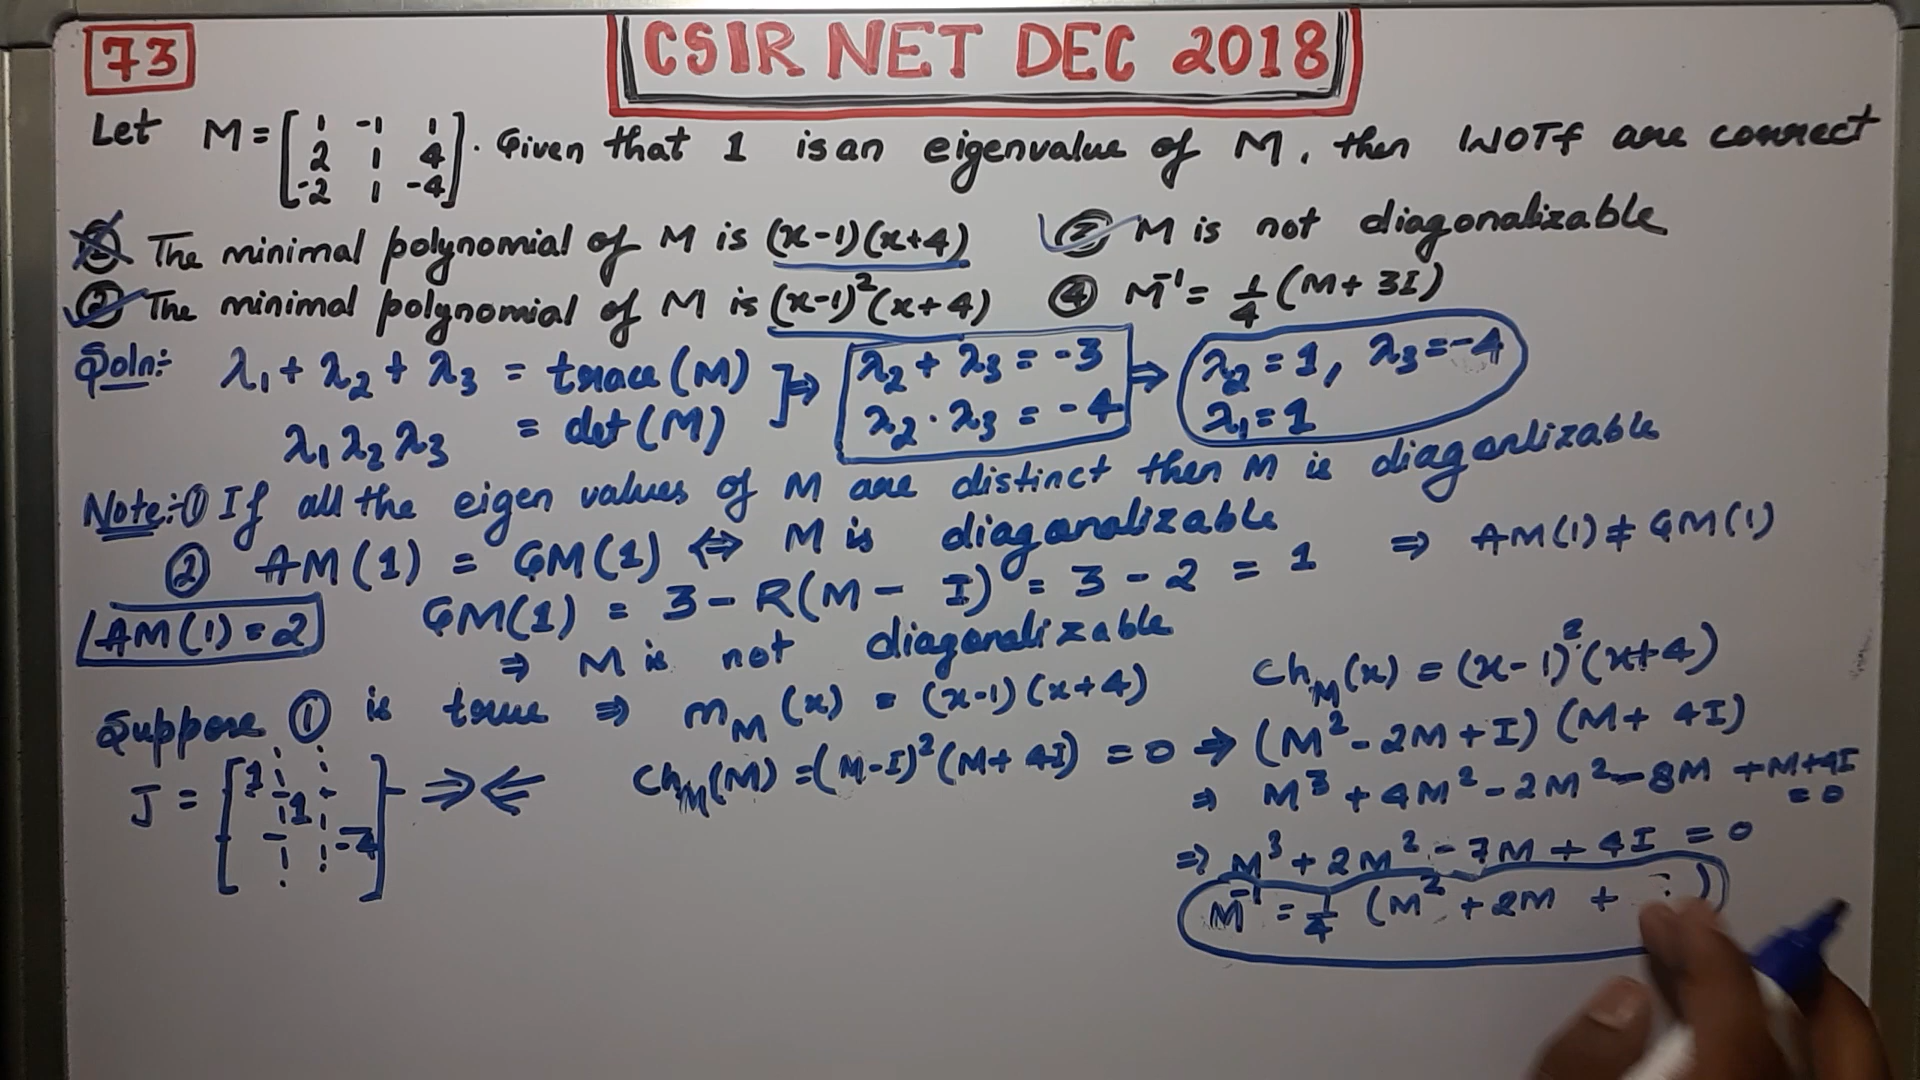 73
CSIR NET DEC 2018
Let M = [1 -1 1; 2 1 4; -2 1 -4]. Given that 1 is an eigenvalue of M, then WOTf are correct
① The minimal polynomial of M is (x-1)(x+4)
② M is not diagonalizable
② The minimal polynomial of M is (x-1)²(x+4)
④ M⁻¹ = 1/4 (M + 3I)
Soln:- λ₁ + λ₂ + λ₃ = trace(M)
λ₁ λ₂ λ₃ = det(M) ] ⇒
λ₂ + λ₃ = -3
λ₂ · λ₃ = -4
⇒ λ₂ = 1, λ₃ = -4
λ₁ = 1
Note:- ① If all the eigen values of M are distinct then M is diagonlizable
② AM(1) = GM(1) ⇔ M is diagonalizable
AM(1) = 2
GM(1) = 3 - R(M - I) = 3 - 2 = 1 ⇒ AM(1) ≠ GM(1)
⇒ M is not diagonalizable
Suppose ① is true ⇒ m_M(x) = (x-1)(x+4)
J = [1 1 -4] ⇒⇐
Ch_M(x) = (x-1)²(x+4)
Ch_M(M) = (M-I)²(M+4I) = 0 ⇒ (M² - 2M + I)(M + 4I)
⇒ M³ + 4M² - 2M² - 8M + M + 4I = 0
⇒ M³ + 2M² - 7M + 4I = 0
M⁻¹ = 1/4 (M² + 2M + )